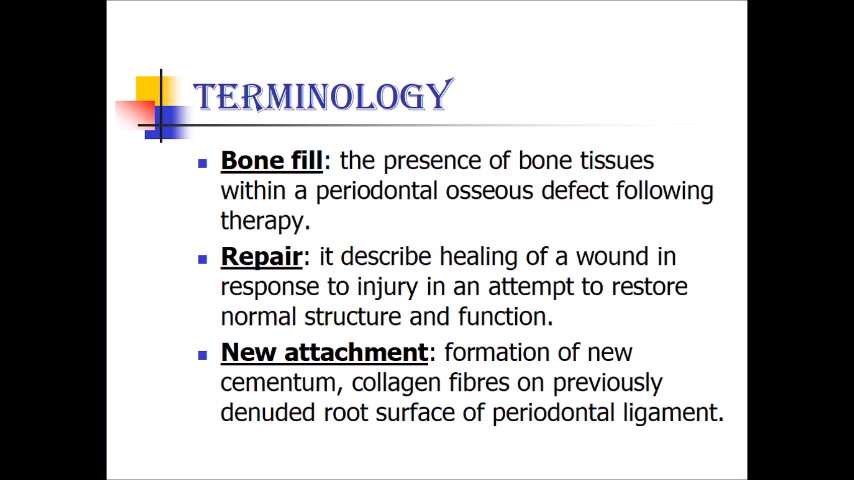 TERMINOLOGY
Bone fill: the presence of bone tissues
within a periodontal osseous defect following
therapy.
Repair: it describe healing of a wound in
response to injury in an attempt to restore
normal structure and function.
New attachment: formation of new
cementum, collagen fibres on previously
denuded root surface of periodontal ligament.